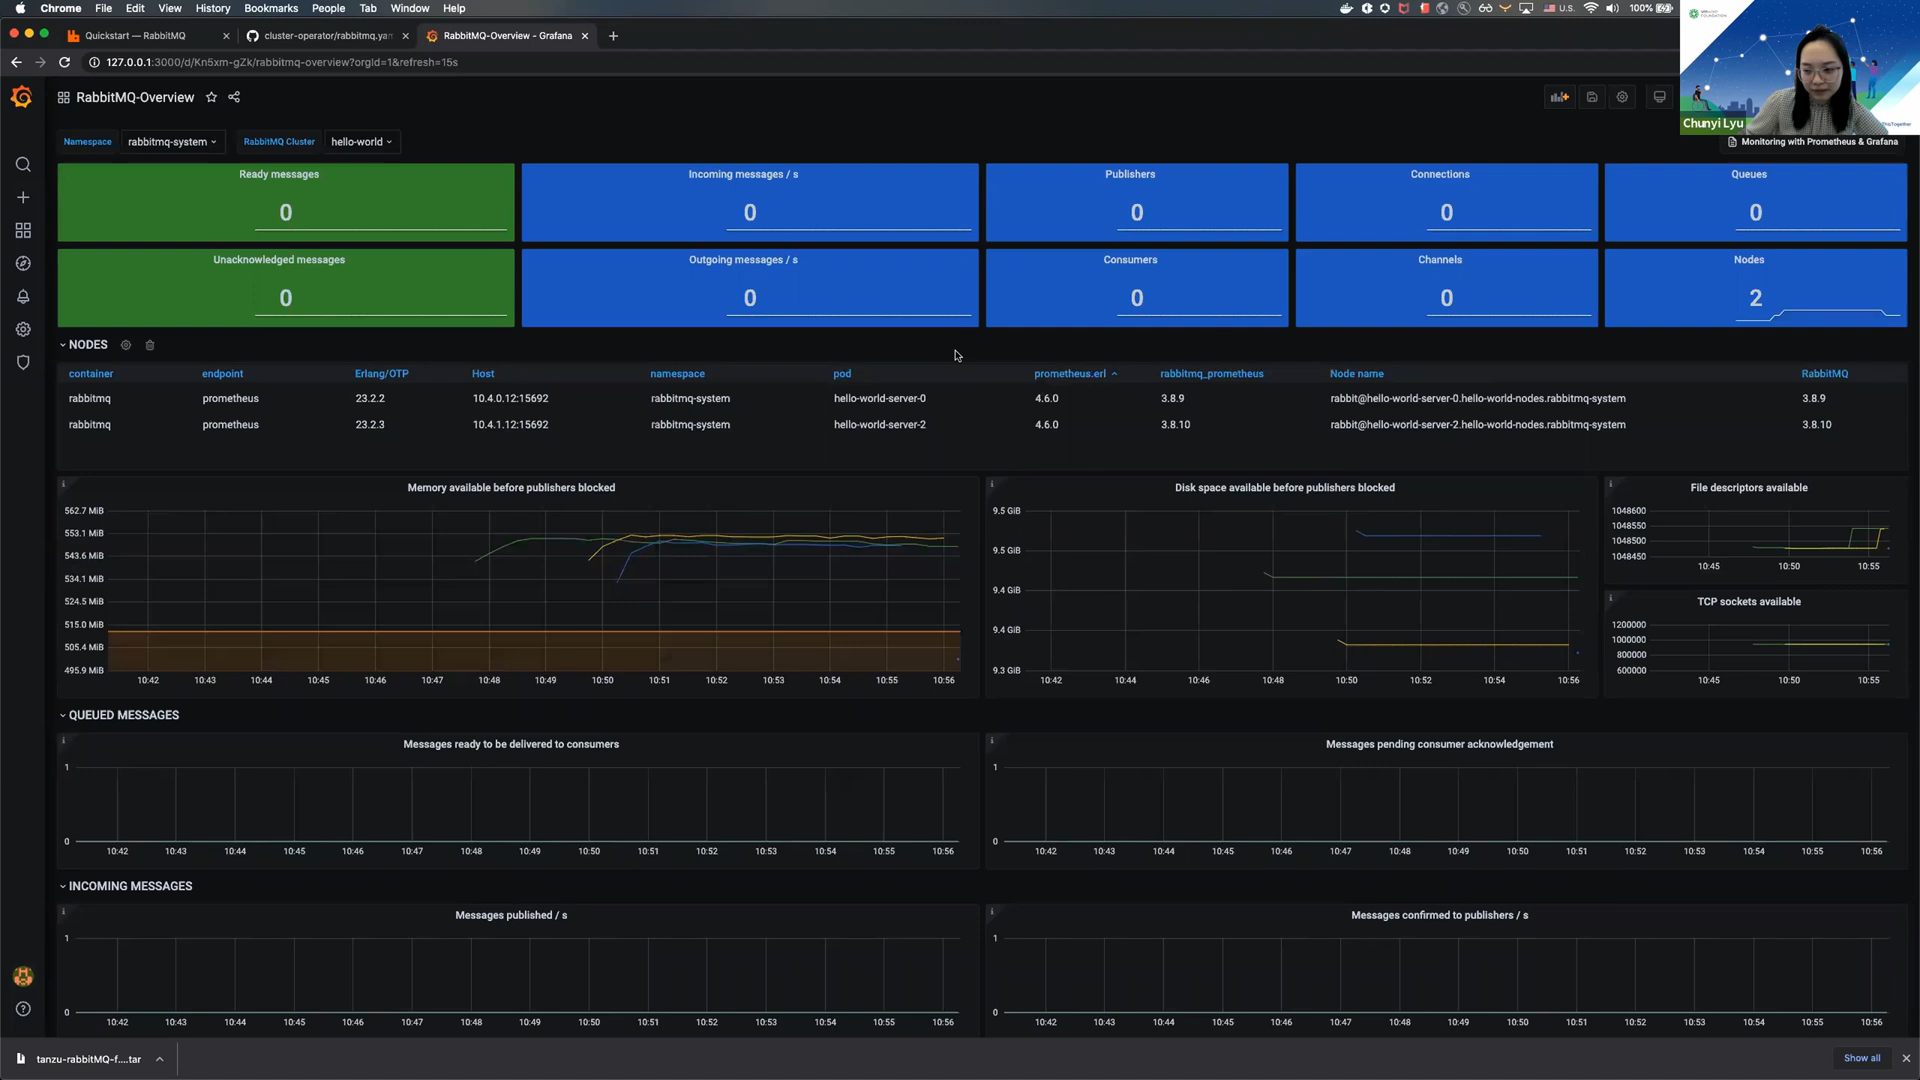 Chrome File Edit View History Bookmarks People Tab Window Help U.S. 100%
Quickstart — RabbitMQ cluster-operator/rabbitmq.yam RabbitMQ-Overview - Grafana
127.0.0.1:3000/d/Kn5xm-gZk/rabbitmq-overview?orgId=1&refresh=15s
RabbitMQ-Overview
Chunyi Lyu
Namespace rabbitmq-system RabbitMQ Cluster hello-world Monitoring with Prometheus & Grafana
Ready messages Incoming messages / s Publishers Connections Queues
0 0 0 0 0
Unacknowledged messages Outgoing messages / s Consumers Channels Nodes
0 0 0 0 2
NODES
container endpoint Erlang/OTP Host namespace pod prometheus.erl rabbitmq_prometheus Node name RabbitMQ
rabbitmq prometheus 23.2.2 10.4.0.12:15692 rabbitmq-system hello-world-server-0 4.6.0 3.8.9 rabbit@hello-world-server-0.hello-world-nodes.rabbitmq-system 3.8.9
rabbitmq prometheus 23.2.3 10.4.1.12:15692 rabbitmq-system hello-world-server-2 4.6.0 3.8.10 rabbit@hello-world-server-2.hello-world-nodes.rabbitmq-system 3.8.10
Memory available before publishers blocked
562.7 MiB
553.1 MiB
543.6 MiB
534.1 MiB
524.5 MiB
515.0 MiB
505.4 MiB
495.9 MiB
10:42 10:43 10:44 10:45 10:46 10:47 10:48 10:49 10:50 10:51 10:52 10:53 10:54 10:55 10:56
Disk space available before publishers blocked
9.5 GiB
9.5 GiB
9.4 GiB
9.4 GiB
9.3 GiB
10:42 10:44 10:46 10:48 10:50 10:52 10:54 10:56
File descriptors available
1048600
1048550
1048500
1048450
10:45 10:50 10:55
TCP sockets available
1200000
1000000
800000
600000
10:45 10:50 10:55
QUEUED MESSAGES
Messages ready to be delivered to consumers
1
0
10:42 10:43 10:44 10:45 10:46 10:47 10:48 10:49 10:50 10:51 10:52 10:53 10:54 10:55 10:56
Messages pending consumer acknowledgement
1
0
10:42 10:43 10:44 10:45 10:46 10:47 10:48 10:49 10:50 10:51 10:52 10:53 10:54 10:55 10:56
INCOMING MESSAGES
Messages published / s
1
0
10:42 10:43 10:44 10:45 10:46 10:47 10:48 10:49 10:50 10:51 10:52 10:53 10:54 10:55 10:56
Messages confirmed to publishers / s
1
0
10:42 10:43 10:44 10:45 10:46 10:47 10:48 10:49 10:50 10:51 10:52 10:53 10:54 10:55 10:56
tanzu-rabbitMQ-f....tar Show all